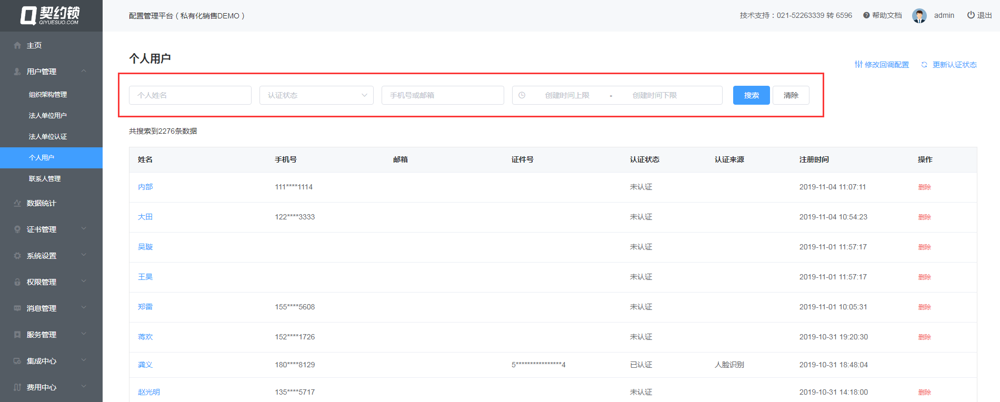 契约锁
QIYUESUO.COM
配置管理平台（私有化销售DEMO）
技术支持：021-52263339 转 6596
帮助文档
admin
退出
主页
用户管理
组织架构管理
法人单位用户
法人单位认证
个人用户
联系人管理
数据统计
证书管理
系统设置
权限管理
消息管理
服务管理
集成中心
费用中心
个人用户
修改回调配置
更新认证状态
个人姓名
认证状态
手机号或邮箱
创建时间上限 - 创建时间下限
搜索
清除
共搜索到2276条数据
姓名 手机号 邮箱 证件号 认证状态 认证来源 注册时间 操作
内部 111****1114 未认证 2019-11-04 11:07:11 删除
大田 122****3333 未认证 2019-11-04 10:54:23 删除
吴璇 未认证 2019-11-01 11:57:17 删除
王昊 未认证 2019-11-01 11:57:17 删除
郑雷 155****5608 未认证 2019-11-01 10:05:31 删除
蒋欢 152****1726 未认证 2019-10-31 19:20:30 删除
龚义 180****8129 5****************4 已认证 人脸识别 2019-10-31 18:48:04
赵光明 135****5717 未认证 2019-10-31 14:18:00 删除